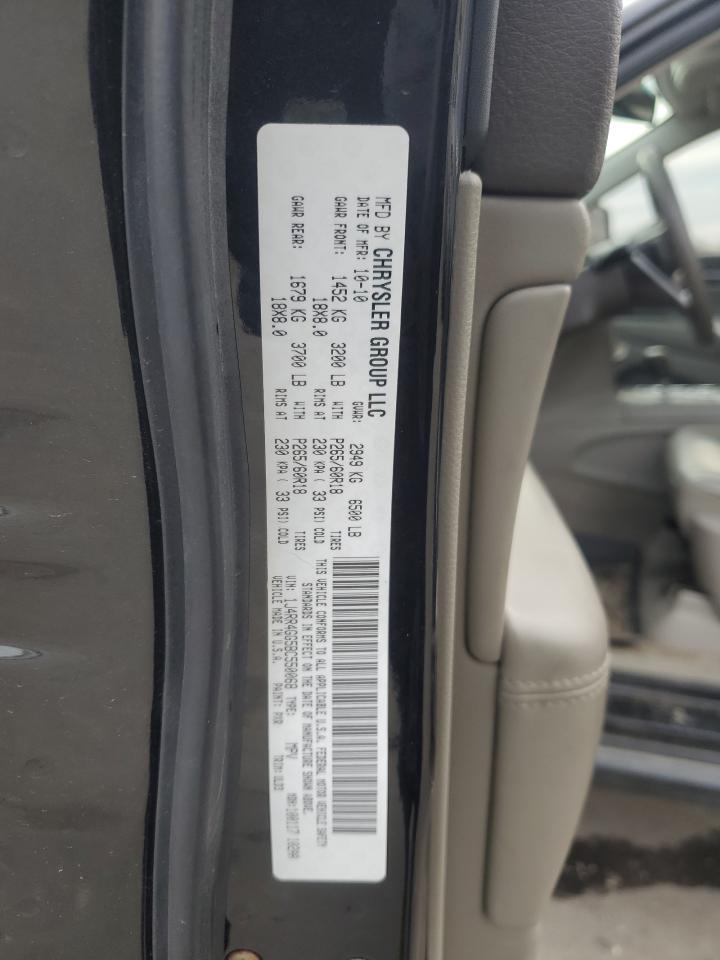 MFD BY CHRYSLER GROUP LLC
DATE OF MFR: 10-10 GVWR: 2949 KG 6500 LB
GAWR FRONT: 1452 KG 3200 LB WITH P265/60R18 TIRES
18X8.0 RIMS AT 230 KPA ( 33 PSI) COLD
GAWR REAR: 1679 KG 3700 LB WITH P265/60R18 TIRES
18X8.0 RIMS AT 230 KPA ( 33 PSI) COLD
THIS VEHICLE CONFORMS TO ALL APPLICABLE U.S.A. FEDERAL MOTOR VEHICLE SAFETY
STANDARDS IN EFFECT ON THE DATE OF MANUFACTURE SHOWN ABOVE.
VIN: 1J4RR4GG5BC550068 TYPE: MPV MDH:
VEHICLE MADE IN U.S.A. PAINT: PXR TRIM: